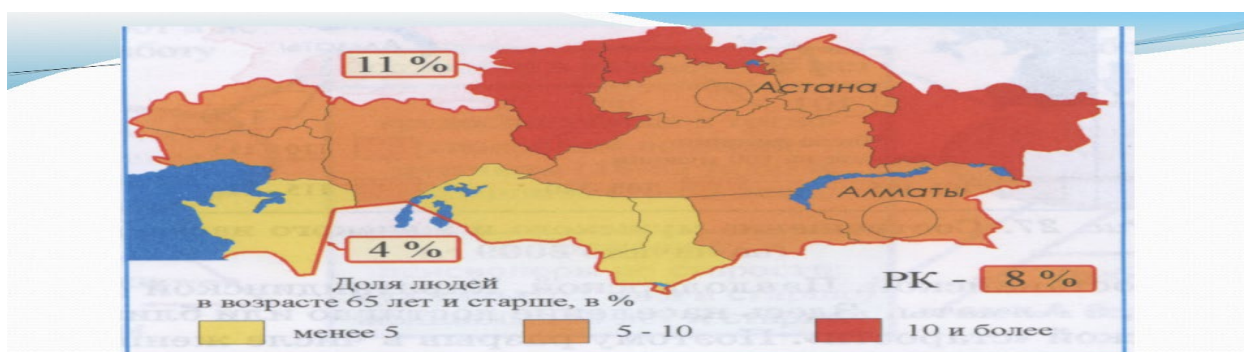 11 %
Астана
Алматы
4 %
Доля людей
в возрасте 65 лет и старше, в %
РК - 8 %
менее 5
5 - 10
10 и более